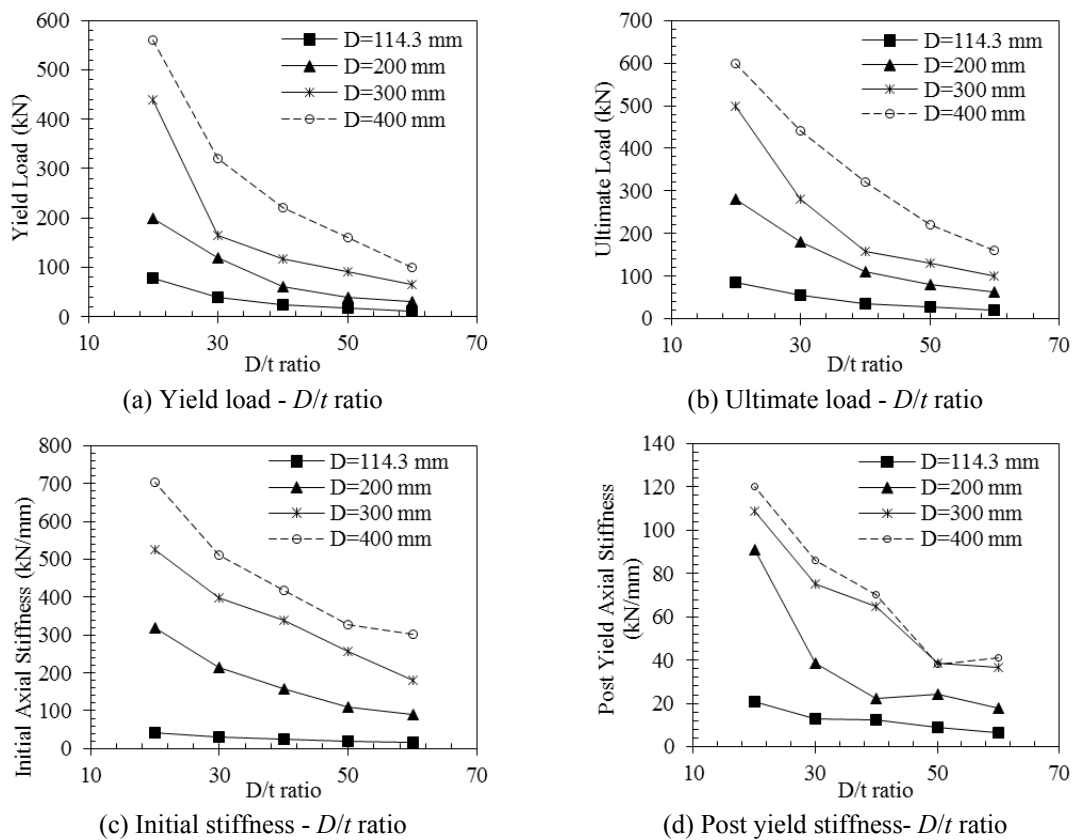 600
500
400
300
200
100
0
10 30 50 70
Yield Load (kN)
D/t ratio
D=114.3 mm
D=200 mm
D=300 mm
D=400 mm
(a) Yield load - D/t ratio
700
600
500
400
300
200
100
0
10 30 50 70
Ultimate Load (kN)
D/t ratio
D=114.3 mm
D=200 mm
D=300 mm
D=400 mm
(b) Ultimate load - D/t ratio
800
700
600
500
400
300
200
100
0
10 30 50 70
Initial Axial Stiffness (kN/mm)
D/t ratio
D=114.3 mm
D=200 mm
D=300 mm
D=400 mm
(c) Initial stiffness - D/t ratio
140
120
100
80
60
40
20
0
10 30 50 70
Post Yield Axial Stiffness
(kN/mm)
D/t ratio
D=114.3 mm
D=200 mm
D=300 mm
D=400 mm
(d) Post yield stiffness- D/t ratio